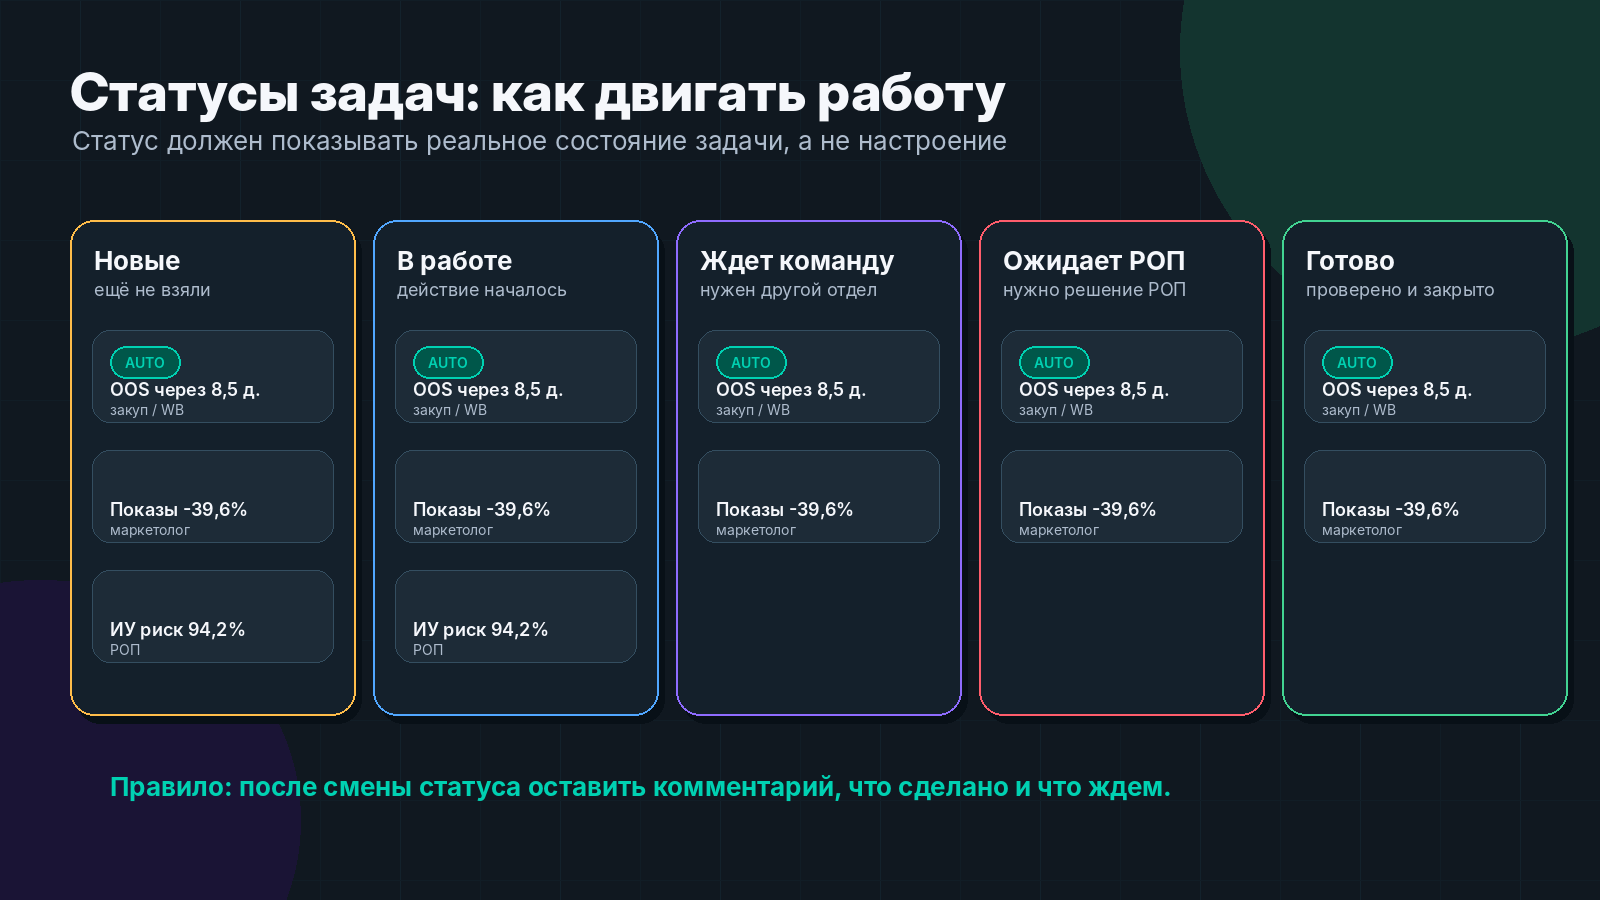 Статусы задач: как двигать работу
Статус должен показывать реальное состояние задачи, а не настроение
Новые
ещё не взяли
AUTO
OOS через 8,5 д.
закуп / WB
Показы -39,6%
маркетолог
ИУ риск 94,2%
РОП
В работе
действие началось
AUTO
OOS через 8,5 д.
закуп / WB
Показы -39,6%
маркетолог
ИУ риск 94,2%
РОП
Ждет команду
нужен другой отдел
AUTO
OOS через 8,5 д.
закуп / WB
Показы -39,6%
маркетолог
Ожидает РОП
нужно решение РОП
AUTO
OOS через 8,5 д.
закуп / WB
Показы -39,6%
маркетолог
Готово
проверено и закрыто
AUTO
OOS через 8,5 д.
закуп / WB
Показы -39,6%
маркетолог
Правило: после смены статуса оставить комментарий, что сделано и что ждем.